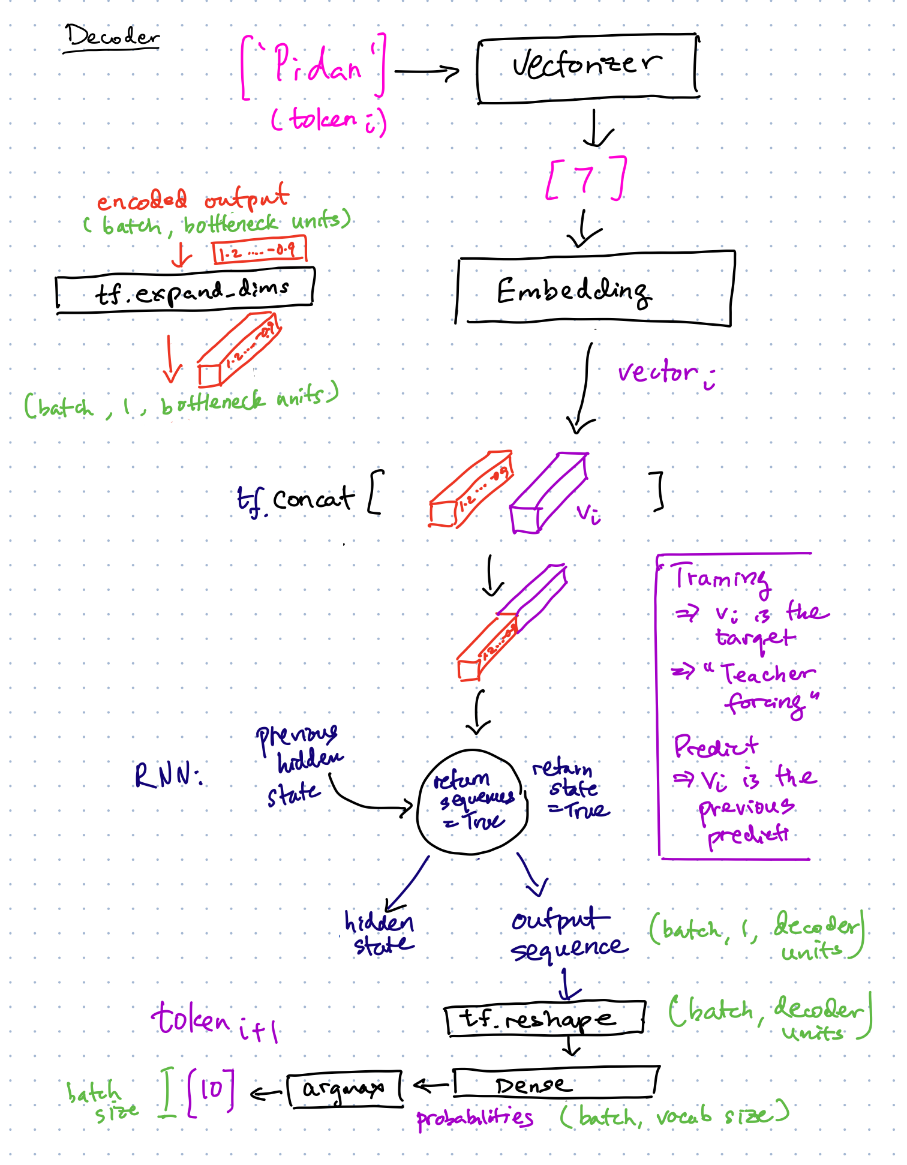 Decoder
['Pidan']
(token i)
Vectorizer
[7]
encoded output
(batch, bottleneck units)
1.2 .... -0.9
tf.expand_dims
1.2 .... -0.9
(batch, 1, bottleneck units)
Embedding
vector i
tf.concat [
1.2 ... -0.9
vi
]
1.2...-0.9
Training
⇒ vi is the
target
⇒ "Teacher
forcing"
Predict
⇒ Vi is the
previous
predicti
RNN:
previous
hidden
state
return
sequences
=True
return
state
=True
hidden
state
output
sequence
(batch, 1, decoder
units)
tf.reshape
(batch, decoder
units)
token i+1
batch
size
[10]
argmax
Dense
probabilities
(batch, vocab size)